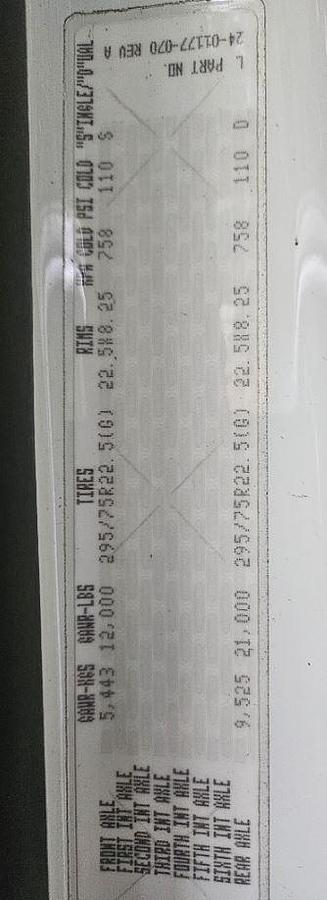 GAWR-KGS GAWR-LBS TIRES RIMS KPA COLD PSI COLD "S"INGLE/"D"UAL
FRONT AXLE 5,443 12,000 295/75R22.5(G) 22.5X8.25 758 110 S
FIRST INT AXLE
SECOND INT AXLE
THIRD INT AXLE
FOURTH INT AXLE
FIFTH INT AXLE
SIXTH INT AXLE
REAR AXLE 9,525 21,000 295/75R22.5(G) 22.5X8.25 758 110 D
L PART NO.
24-01177-070 REV A